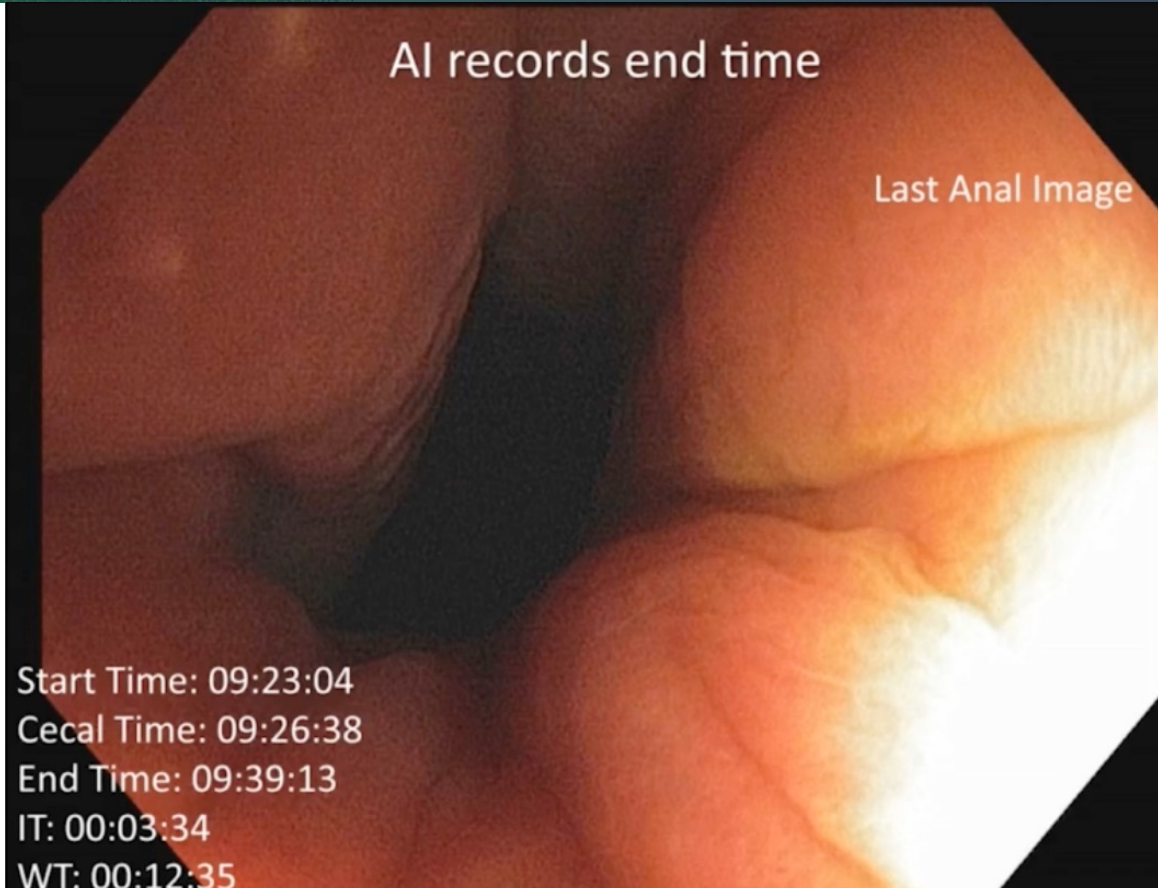 AI records end time
Last Anal Image
Start Time: 09:23:04
Cecal Time: 09:26:38
End Time: 09:39:13
IT: 00:03:34
WT: 00:12:35